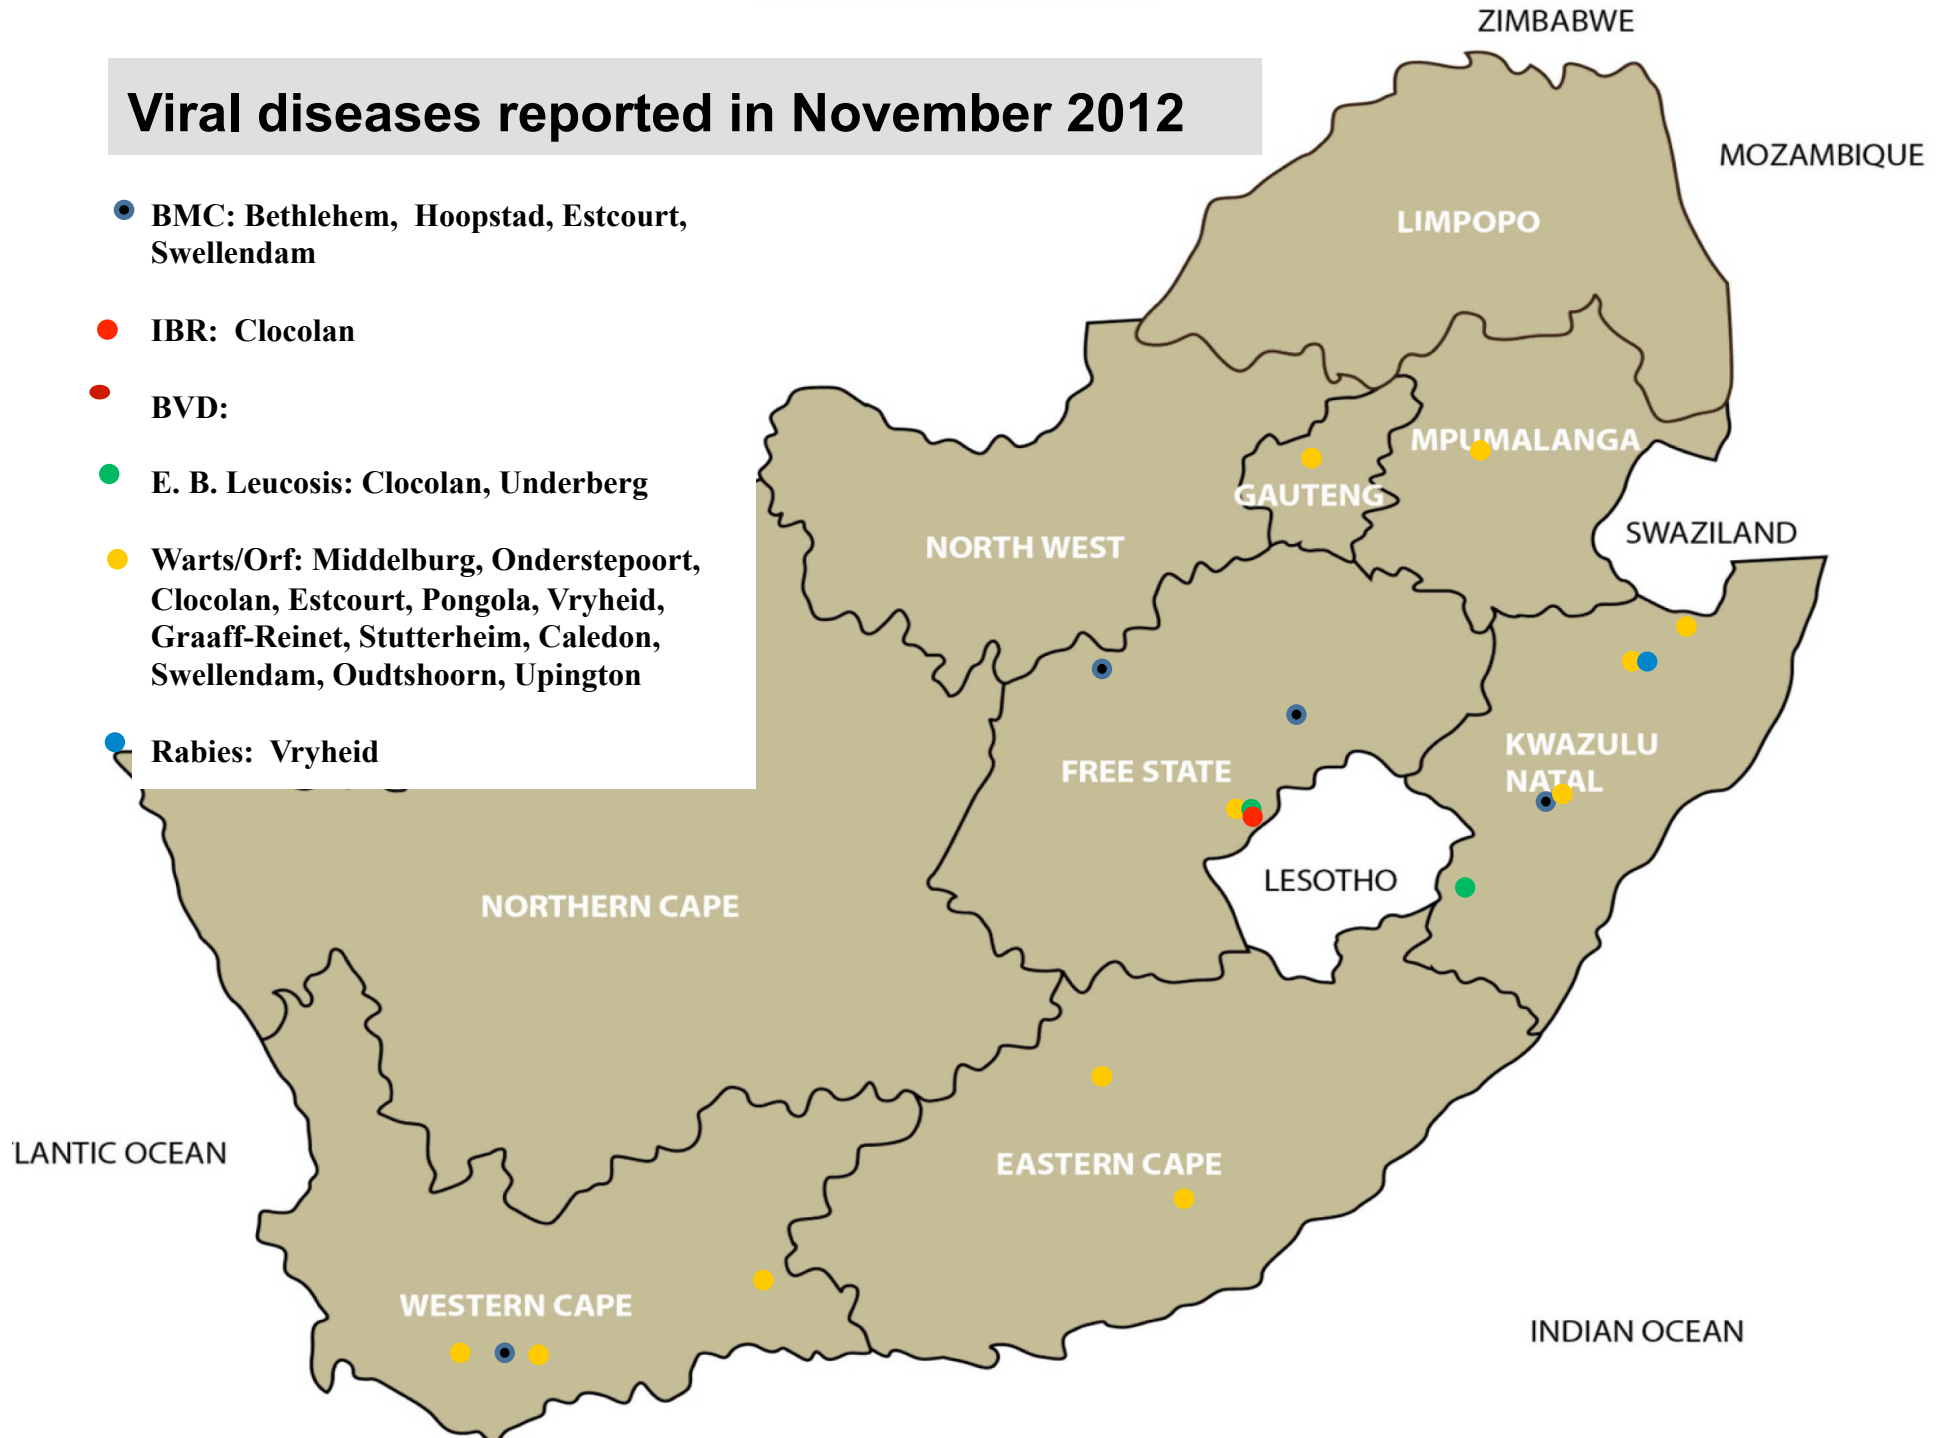 ZIMBABWE
Viral diseases reported in November 2012
MOZAMBIQUE
BMC: Bethlehem, Hoopstad, Estcourt,
Swellendam
LIMPOPO
IBR: Clocolan
BVD:
MPUMALANGA
E. B. Leucosis: Clocolan, Underberg
GAUTENG
SWAZILAND
NORTH WEST
Warts/Orf: Middelburg, Onderstepoort,
Clocolan, Estcourt, Pongola, Vryheid,
Graaff-Reinet, Stutterheim, Caledon,
Swellendam, Oudtshoorn, Upington
Rabies: Vryheid
KWAZULU
NATAL
FREE STATE
LESOTHO
NORTHERN CAPE
LANTIC OCEAN
EASTERN CAPE
WESTERN CAPE
INDIAN OCEAN